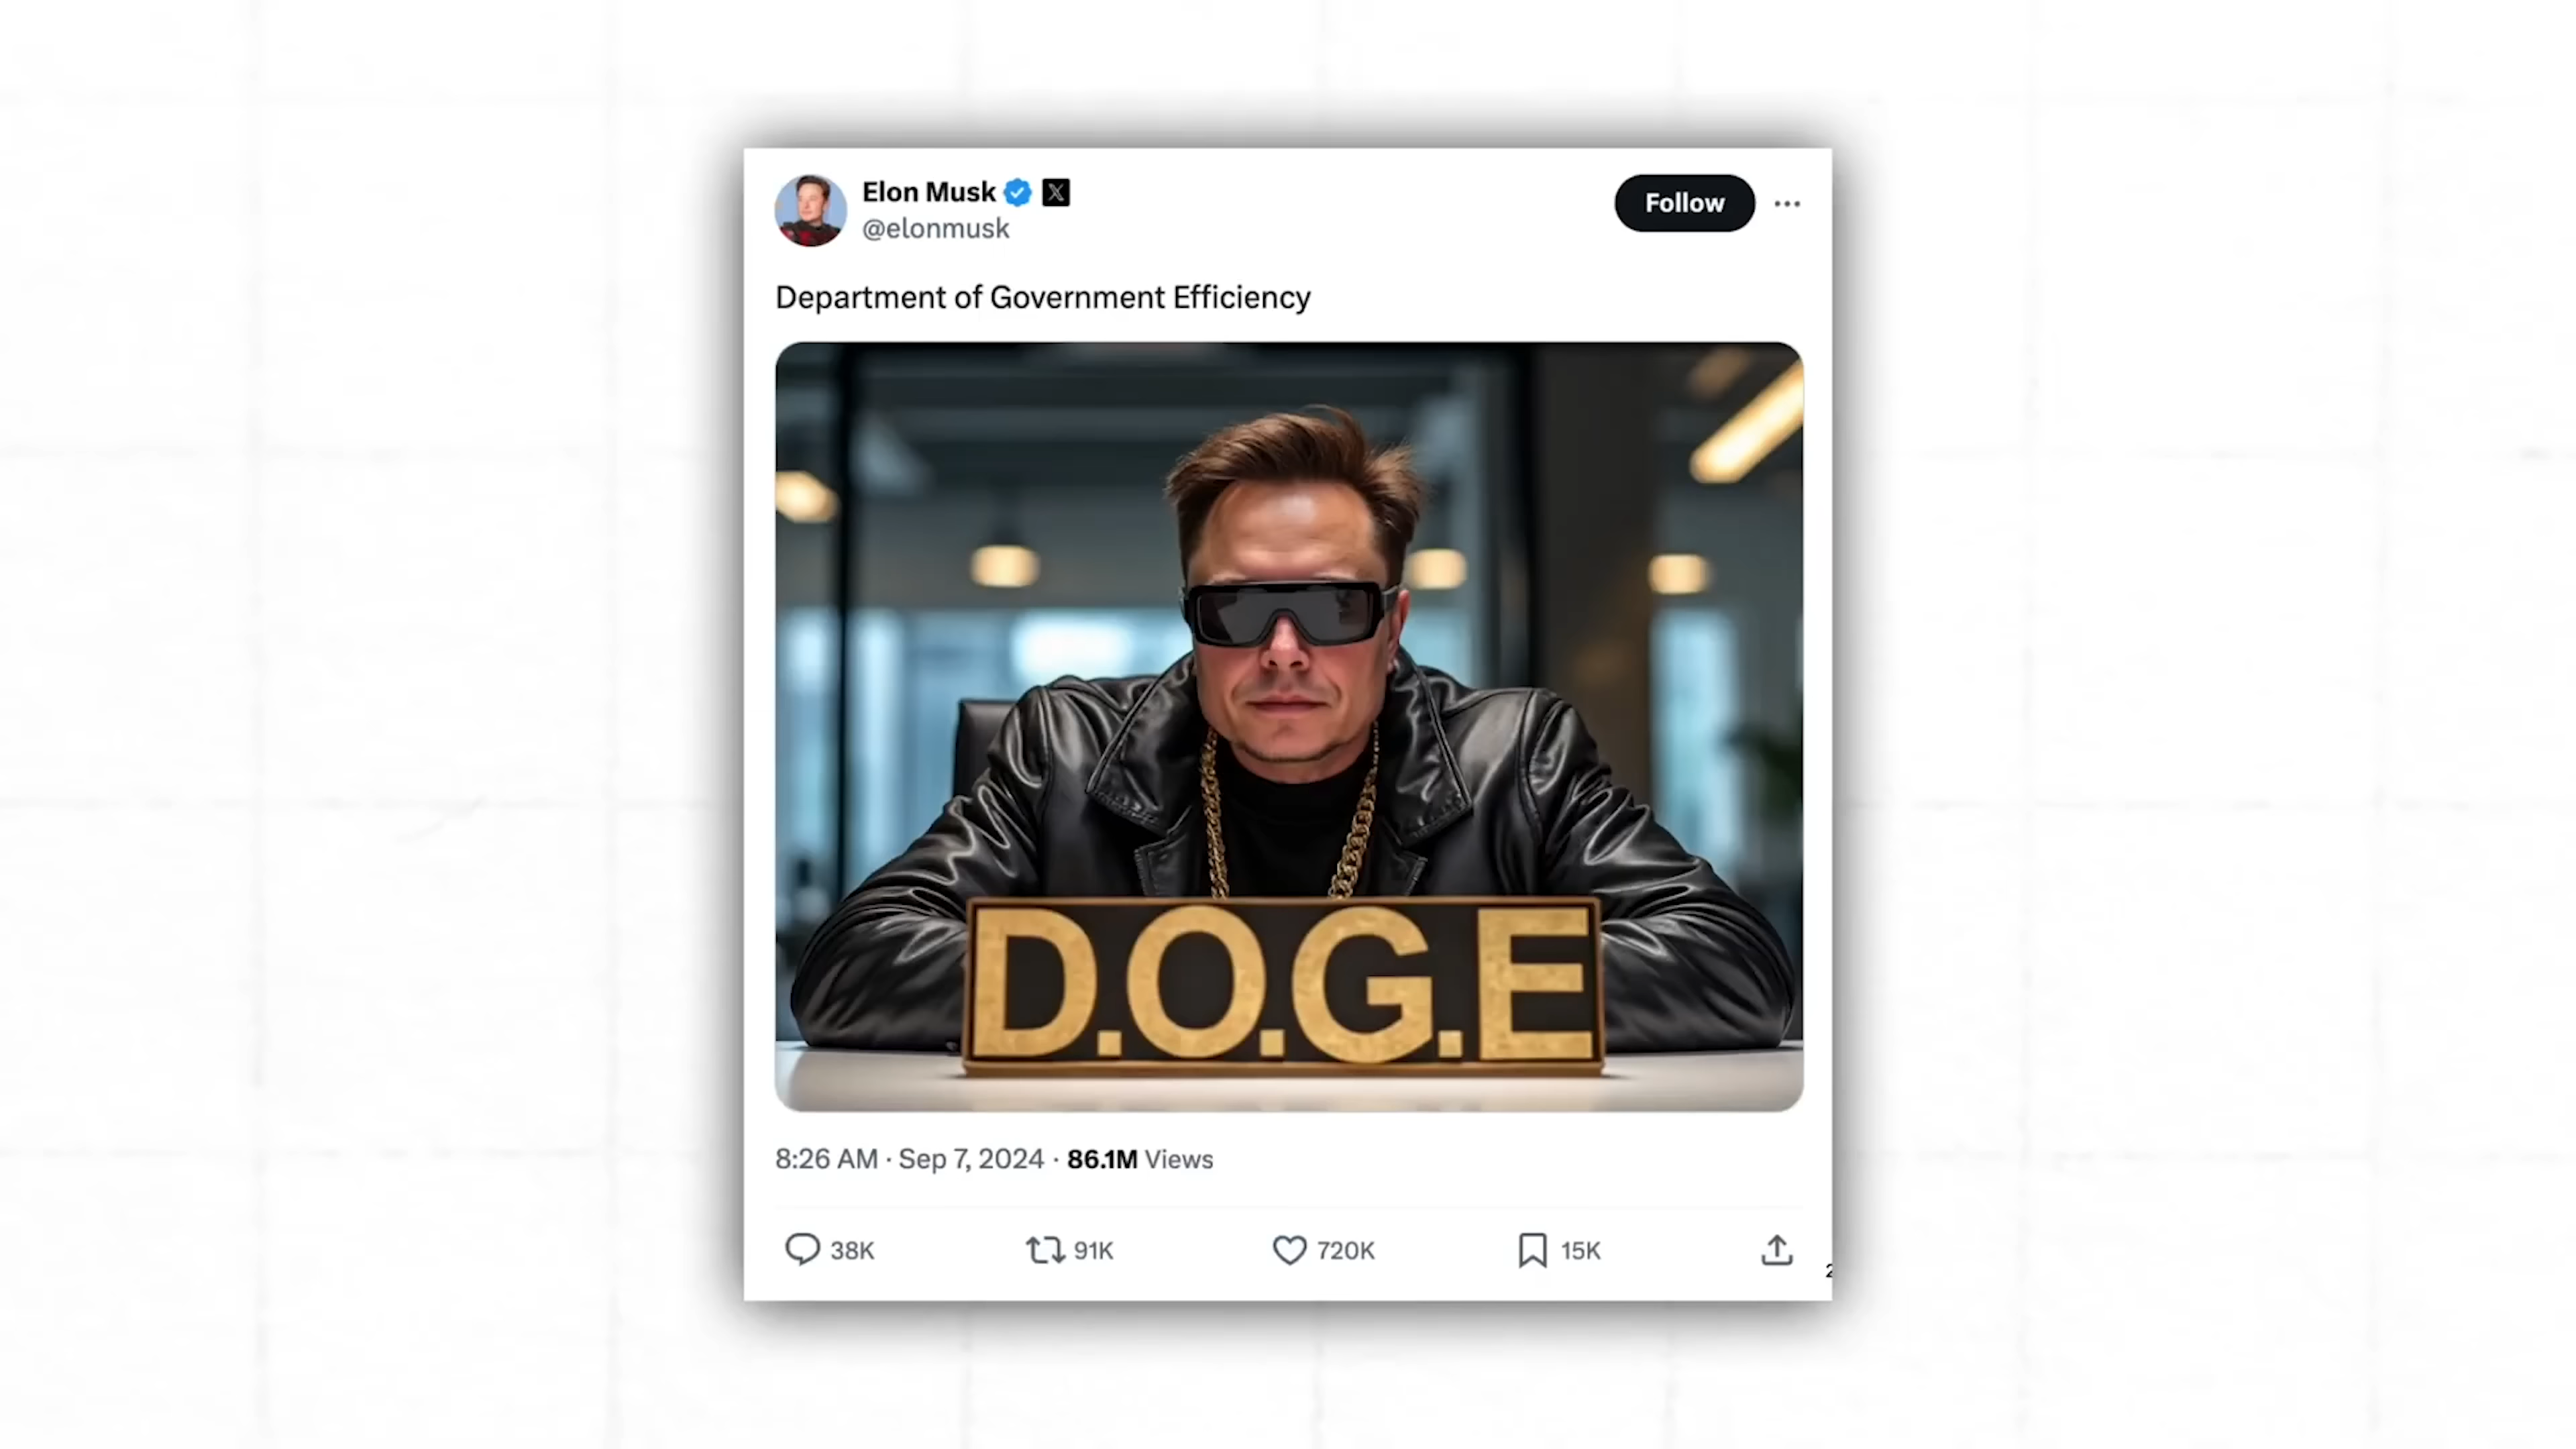 Elon Musk
@elonmusk
Follow
Department of Government Efficiency
D.O.G.E
8:26 AM · Sep 7, 2024 · 86.1M Views
38K 91K 720K 15K